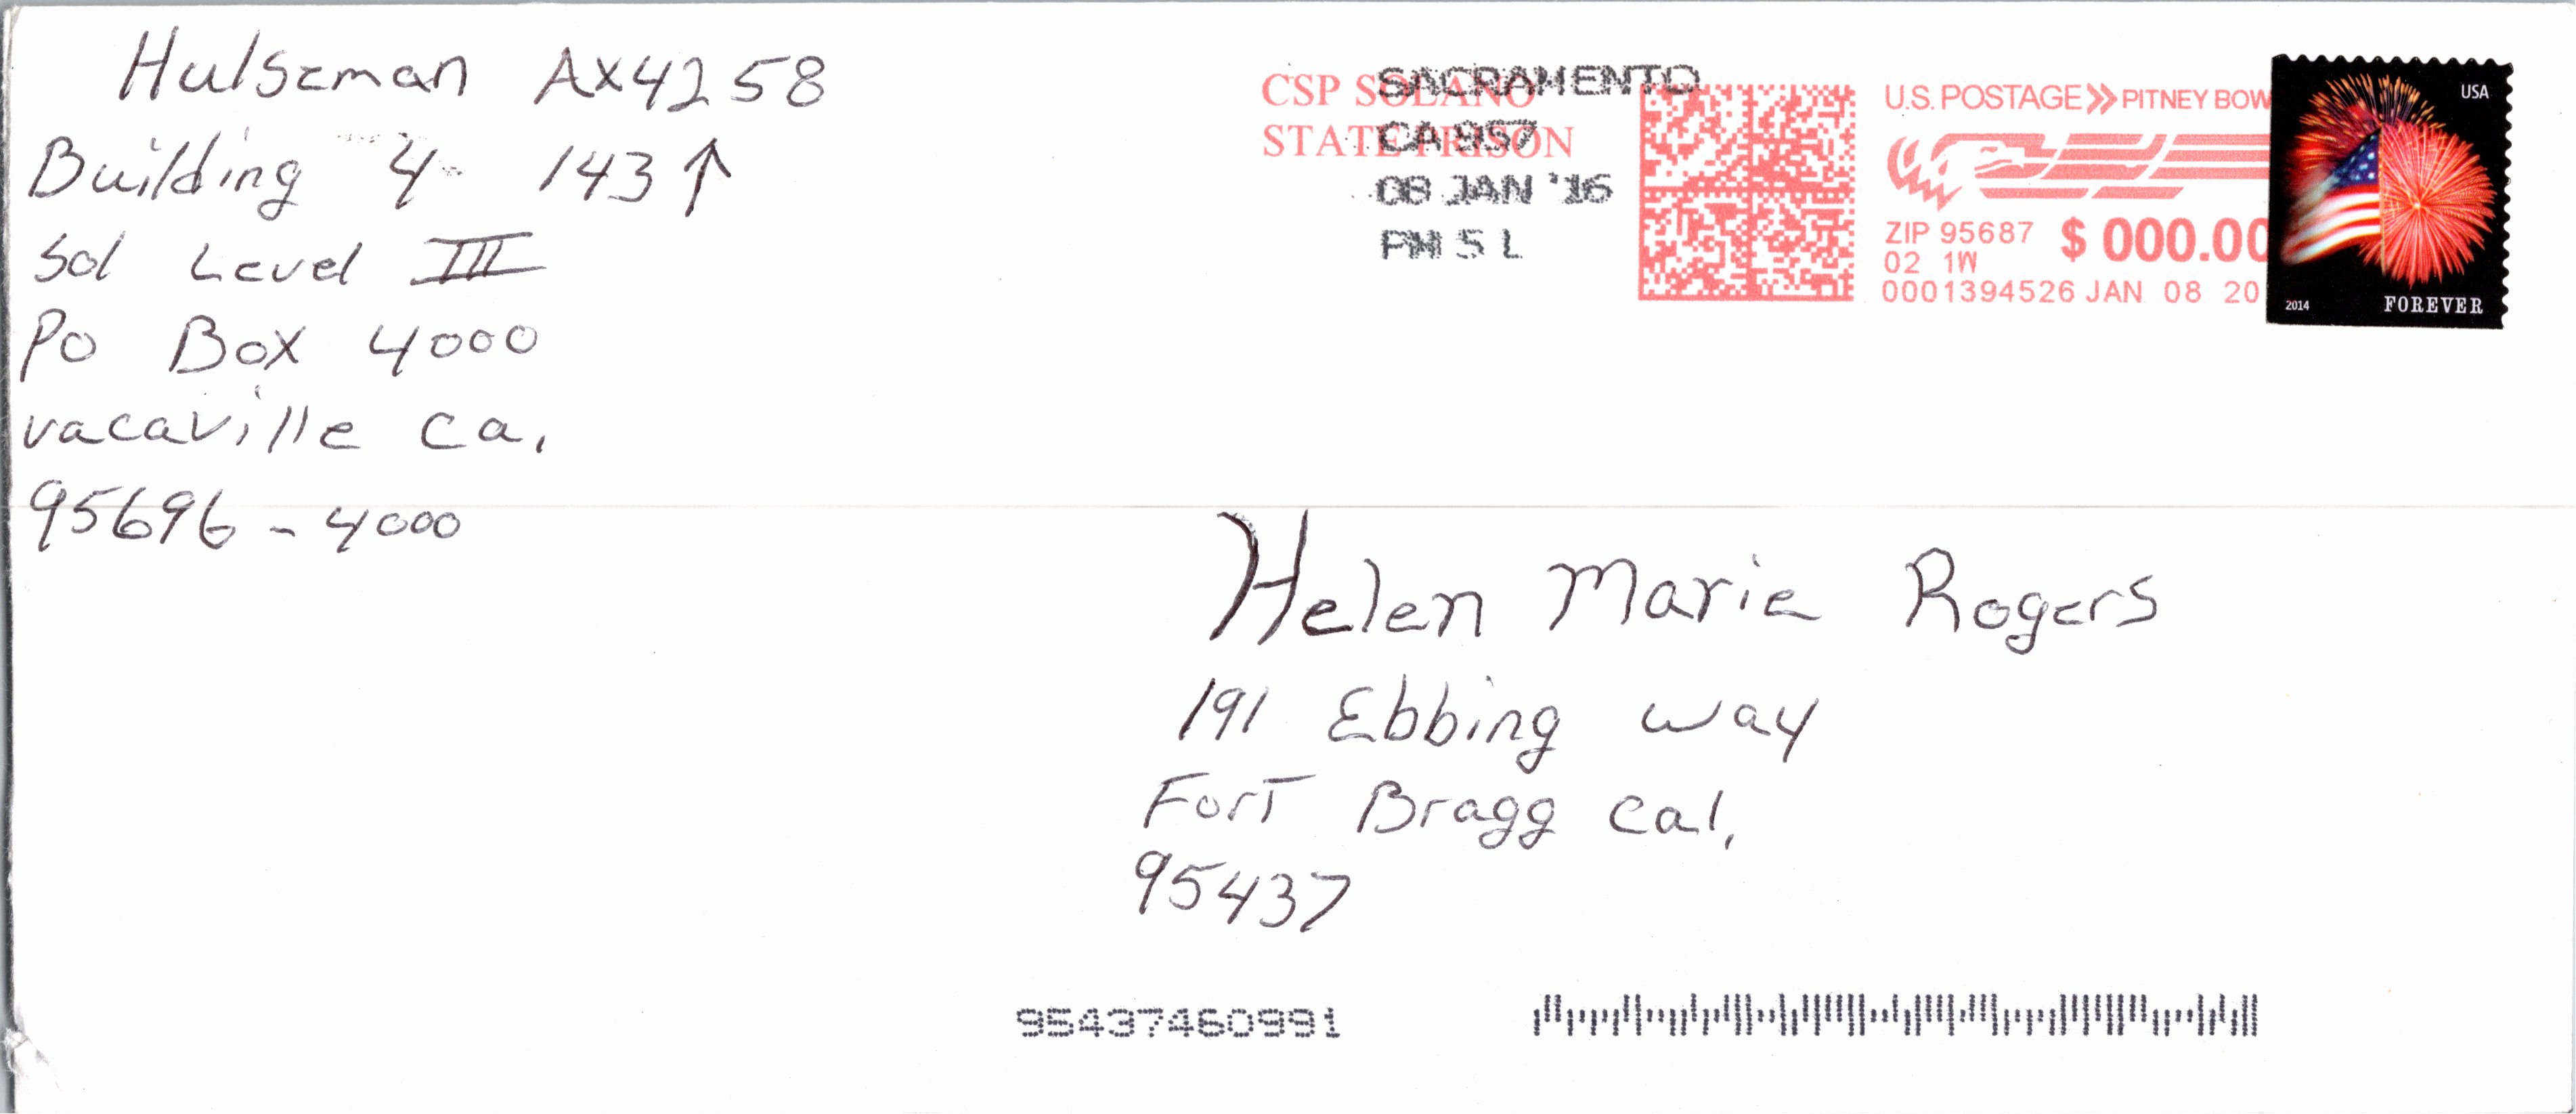 Hulseman AX4258
Building 4- 143↑
Sol Level III
Po Box 4000
vacaville ca.
95696-4000
CSP SOLANO
STATE PRISON
SACRAMENTO
CA 957
08 JAN '16
PM 5 L
U.S. POSTAGE>> PITNEY BOW
ZIP 95687 $ 000.00
02 1W
0001394526 JAN 08 20
USA
2014 FOREVER
Helen Marie Rogers
191 Ebbing way
Fort Bragg cal,
95437
95437460991